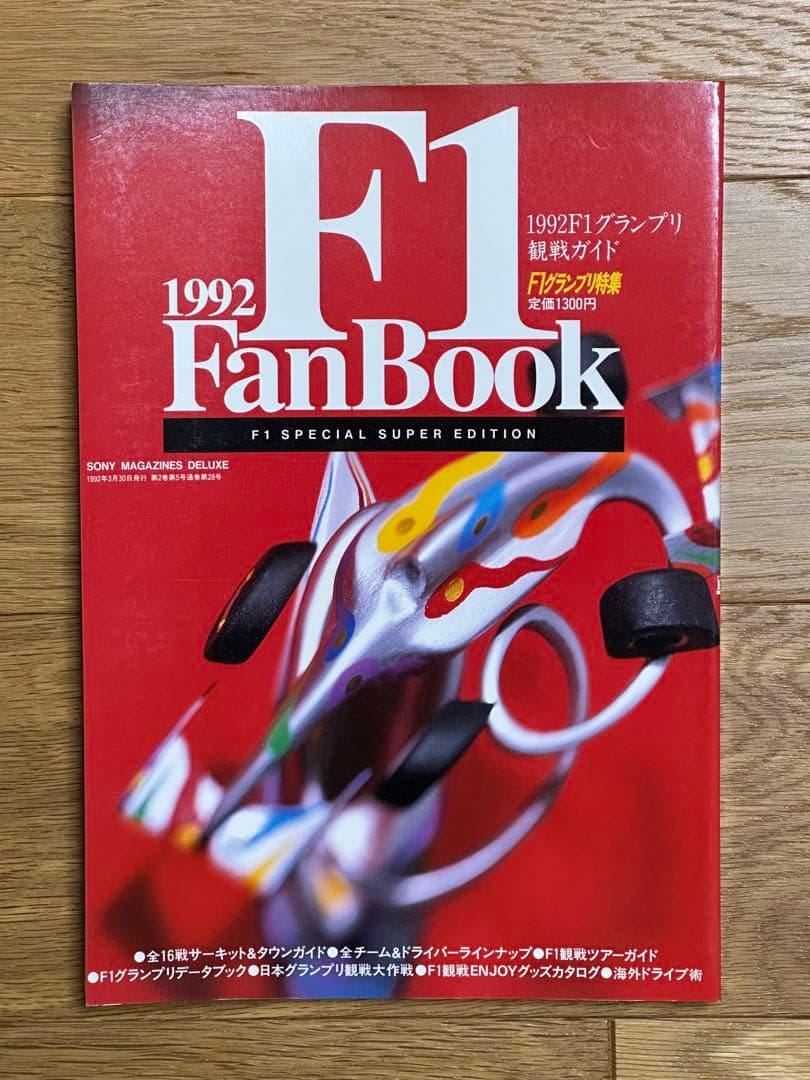 F1
1992F1グランプリ
観戦ガイド
F1グランプリ特集
定価1300円
1992
FanBook
F1 SPECIAL SUPER EDITION
SONY MAGAZINES DELUXE
1992年3月30日発行 第2巻第5号通巻第28号
●全16戦サーキット&タウンガイド●全チーム&ドライバーラインナップ●F1観戦ツアーガイド
●F1グランプリデータブック●日本グランプリ観戦大作戦●F1観戦ENJOYグッズカタログ●海外ドライブ術